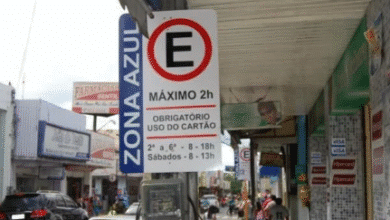 ZONA AZUL
E
MÁXIMO 2h
OBRIGATÓRIO
USO DO CARTÃO
2ª a 6ª - 8 - 18h
Sábados - 8 - 13h
E